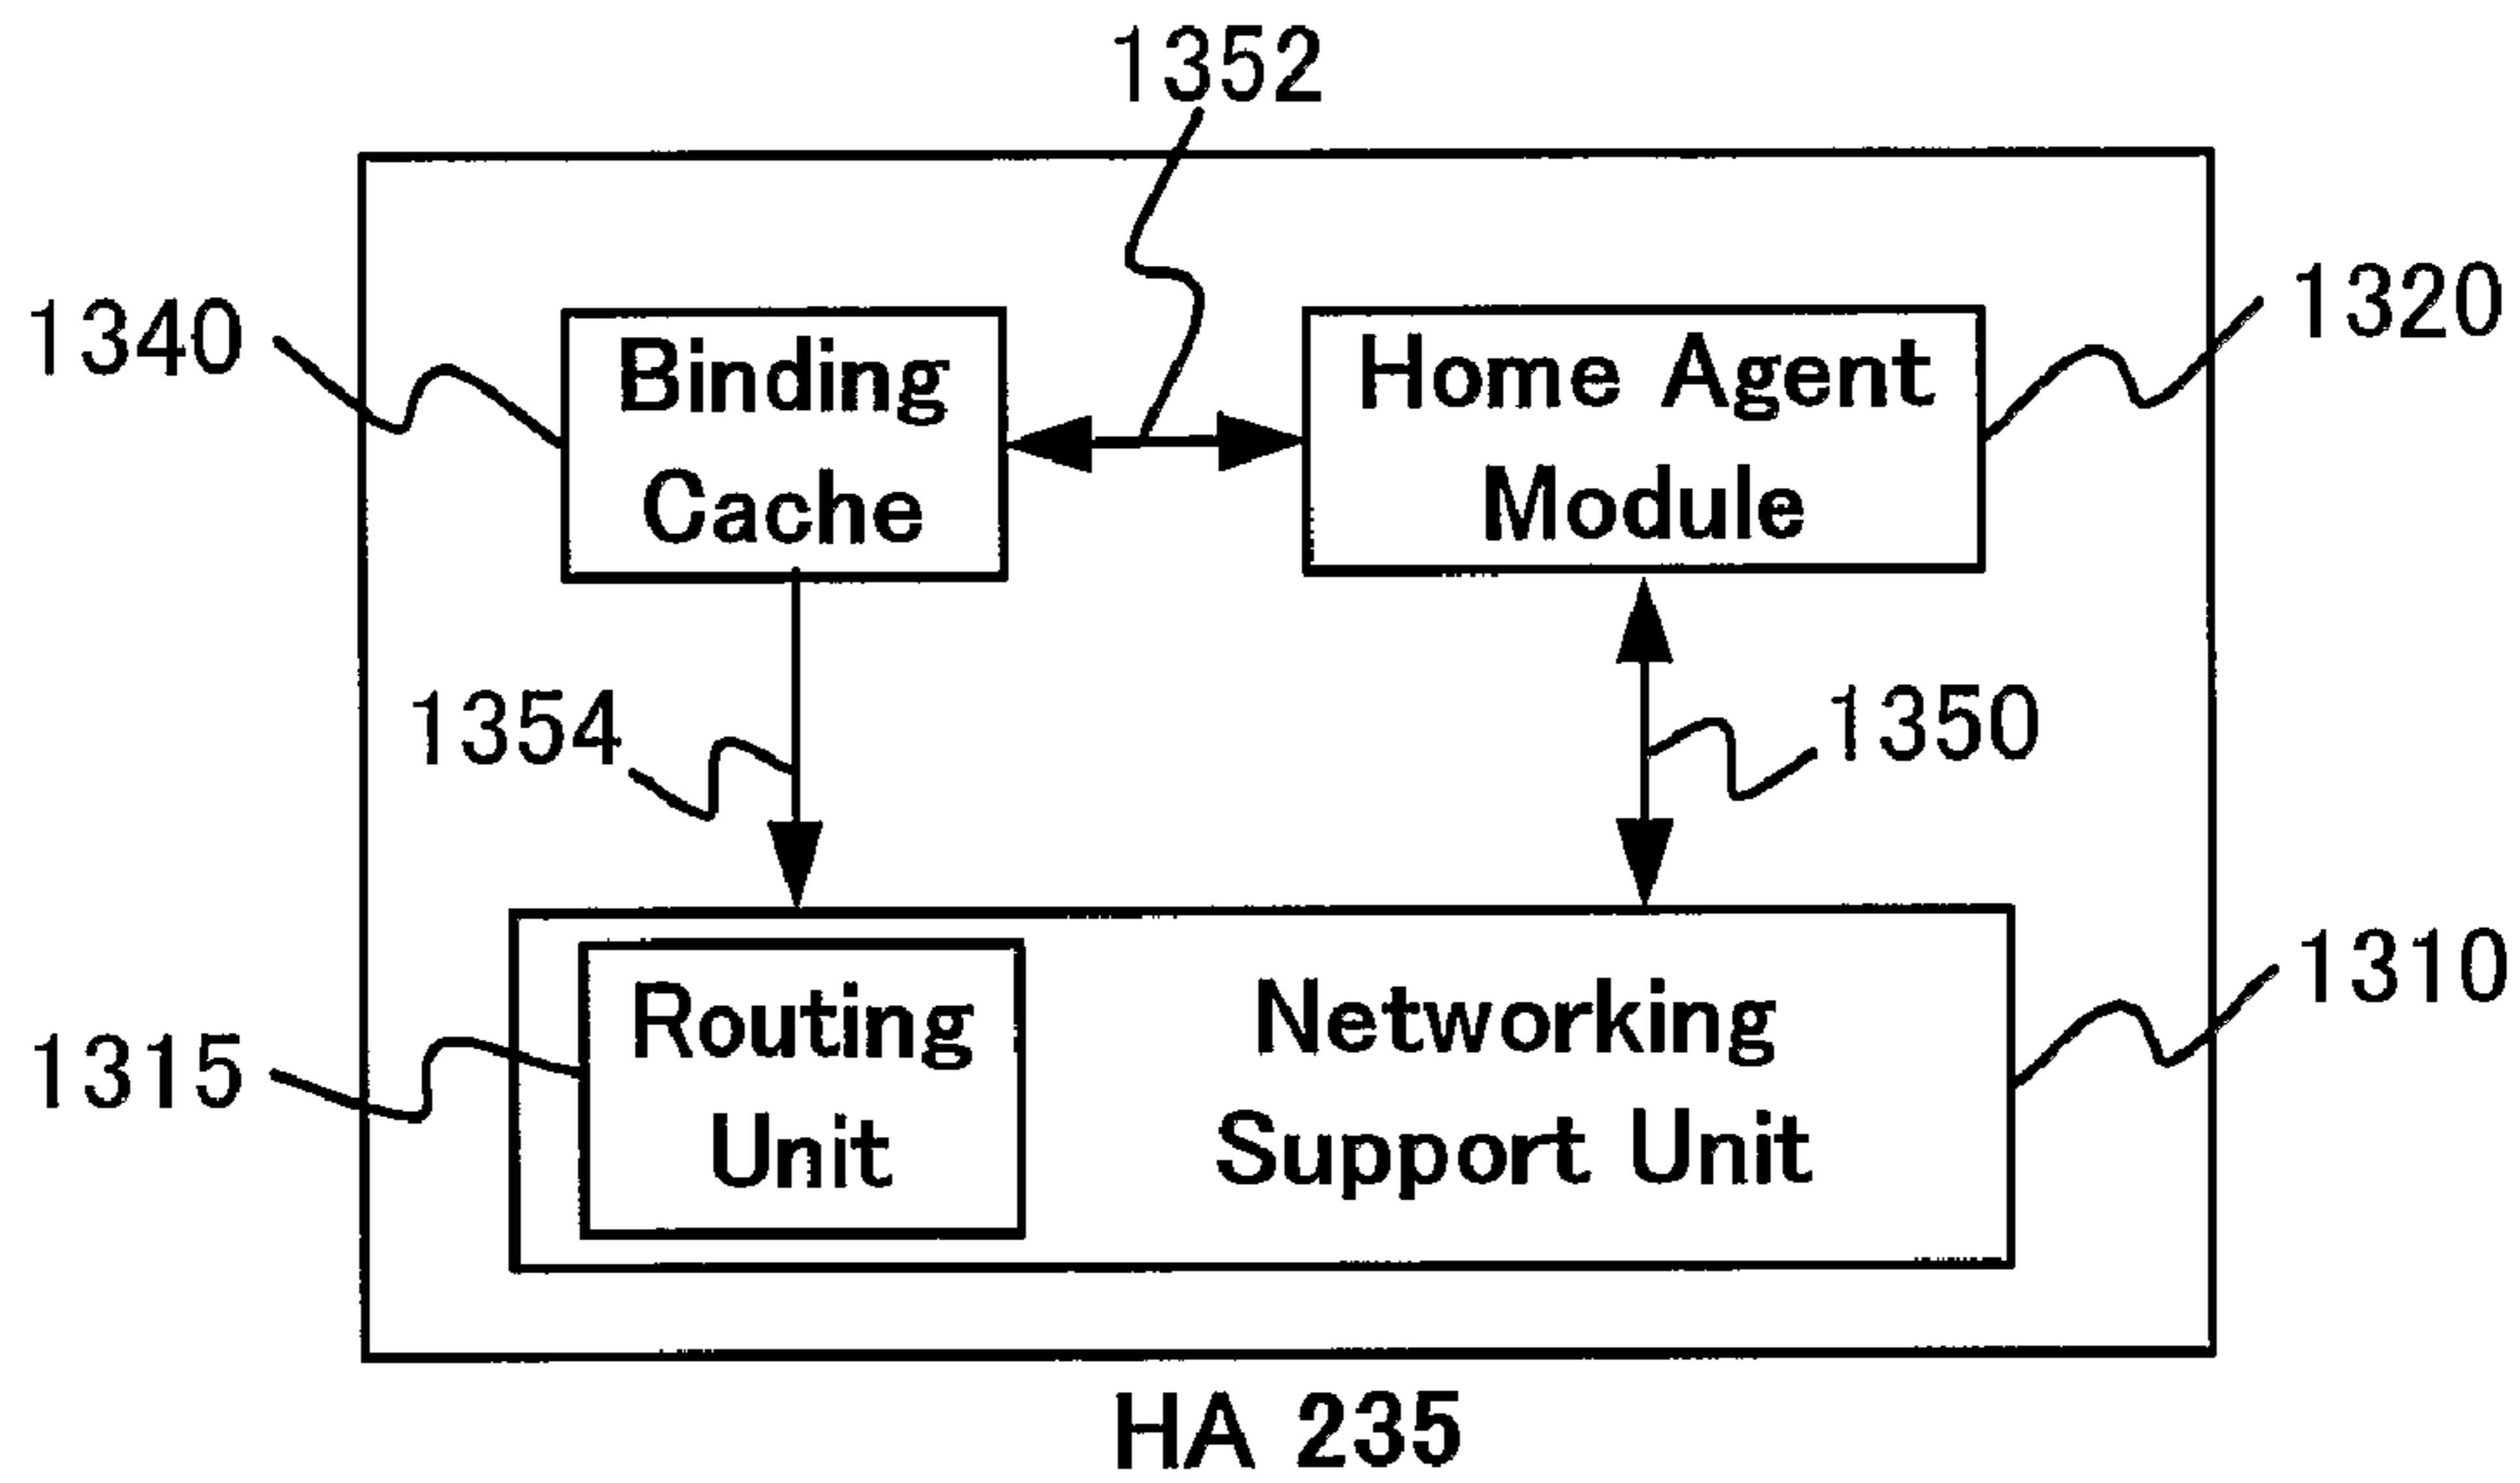 1352
1340
Binding
Cache
Home Agent
Module
1320
1354
1350
1315
Routing
Unit
Networking
Support Unit
1310
HA 235